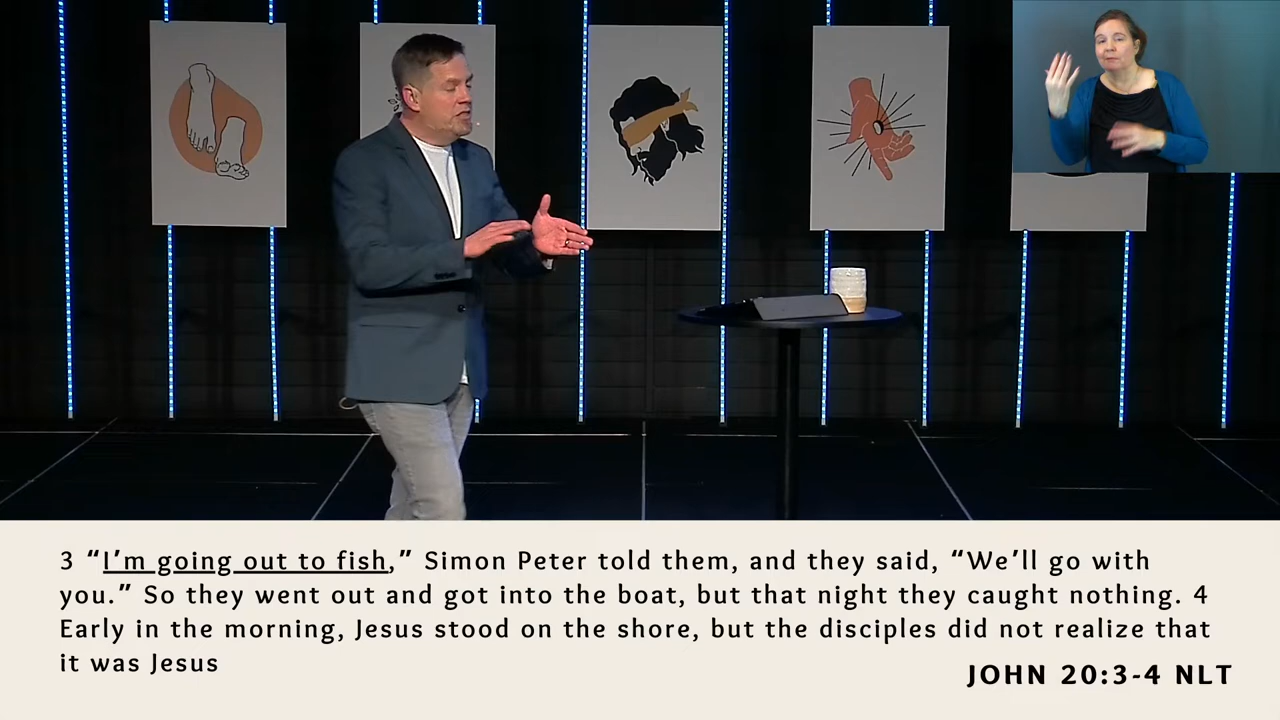 3 “I’m going out to fish,” Simon Peter told them, and they said, “We’ll go with
you.” So they went out and got into the boat, but that night they caught nothing. 4
Early in the morning, Jesus stood on the shore, but the disciples did not realize that
it was Jesus
JOHN 20:3-4 NLT